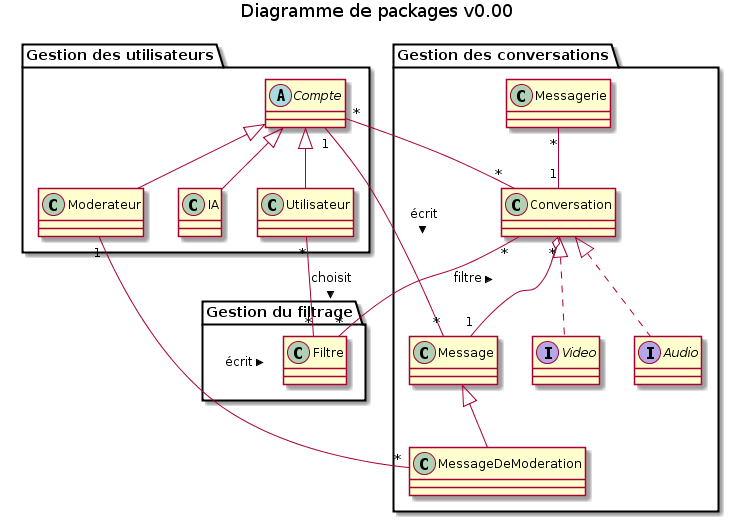 Diagramme de packages v0.00
Gestion des utilisateurs
Gestion des conversations
A Compte
C Messagerie
*
1
*
*
1
C Moderateur
C IA
C Utilisateur
C Conversation
écrit
1
*
*
*
choisit
filtre
Gestion du filtrage
*
*
*
1
écrit
C Filtre
C Message
I Video
I Audio
*
C MessageDeModeration